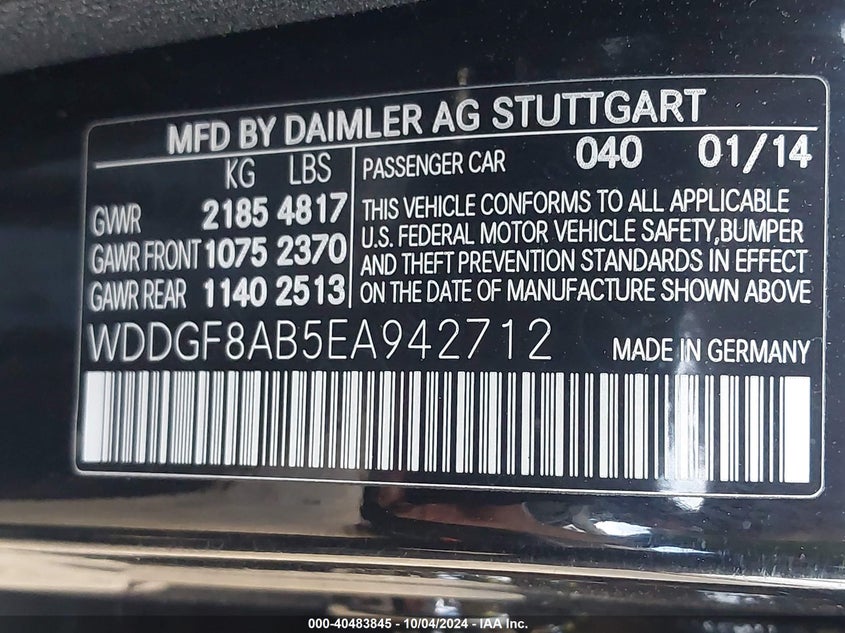 MFD BY DAIMLER AG STUTTGART
KG LBS
GVWR 2185 4817
GAWR FRONT 1075 2370
GAWR REAR 1140 2513
PASSENGER CAR 040 01/14
THIS VEHICLE CONFORMS TO ALL APPLICABLE
U.S. FEDERAL MOTOR VEHICLE SAFETY,BUMPER
AND THEFT PREVENTION STANDARDS IN EFFECT
ON THE DATE OF MANUFACTURE SHOWN ABOVE
WDDGF8AB5EA942712 MADE IN GERMANY
000-40483845 - 10/04/2024 - IAA Inc.